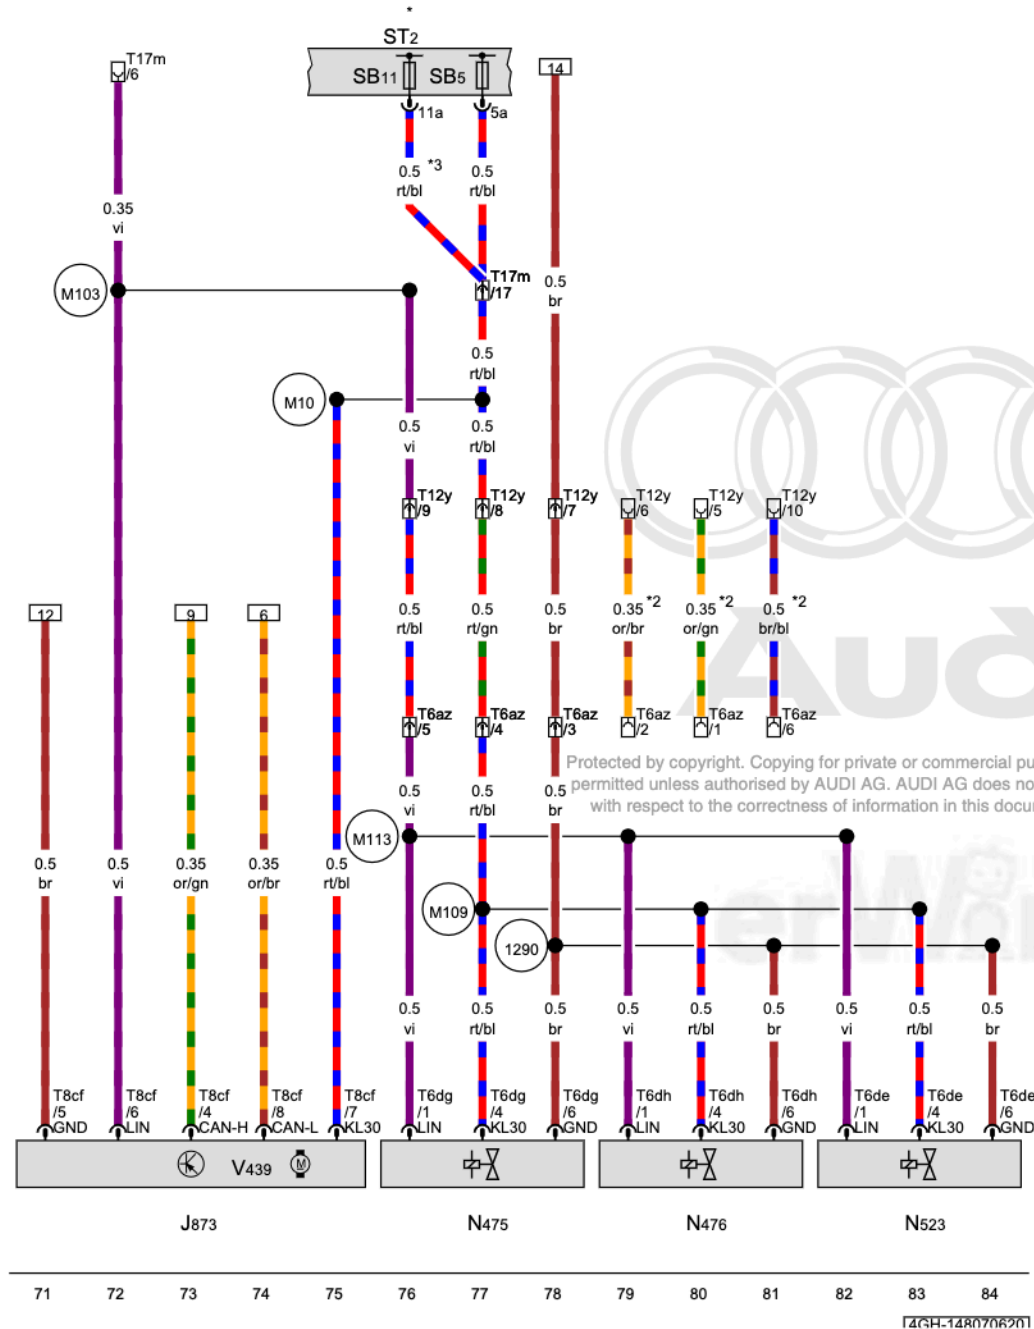 *
ST2
T17m
/6
SB11 SB5
14
11a 5a
0.5 *3 0.5
rt/bl rt/bl
0.35
vi
T17m
/17
0.5
br
M103
0.5
rt/bl
M10
0.5 0.5
vi rt/bl
T12y T12y T12y T12y T12y T12y
/9 /8 /7 /6 /5 /10
12 9 6
0.5 0.5 0.5 0.35 *2 0.35 *2 0.5 *2
rt/bl rt/gn br or/br or/gn br/bl
Aud
T6az T6az T6az T6az T6az T6az
/5 /4 /3 /2 /1 /6
Protected by copyright. Copying for private or commercial pu
permitted unless authorised by AUDI AG. AUDI AG does no
with respect to the correctness of information in this docu
0.5 0.5 0.5
vi rt/bl br
M113
0.5 0.5 0.35 0.35 0.5
br vi or/gn or/br rt/bl
erWi
M109
1290
0.5 0.5 0.5 0.5 0.5 0.5 0.5 0.5 0.5
vi rt/bl br vi rt/bl br vi rt/bl br
T8cf T8cf T8cf T8cf T8cf T6dg T6dg T6dg T6dh T6dh T6dh T6de T6de T6de
/5 /6 /4 /8 /7 /1 /4 /6 /1 /4 /6 /1 /4 /6
GND LIN CAN-H CAN-L KL30 LIN KL30 GND LIN KL30 GND LIN KL30 GND
V439 M
J873 N475 N476 N523
71 72 73 74 75 76 77 78 79 80 81 82 83 84
4GH-148070620